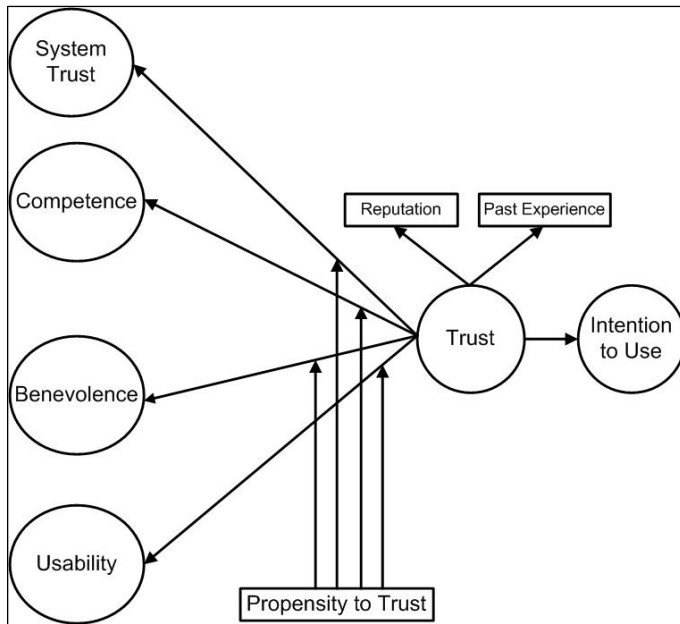 System
Trust
Competence
Reputation
Past Experience
Trust
Intention
to Use
Benevolence
Usability
Propensity to Trust